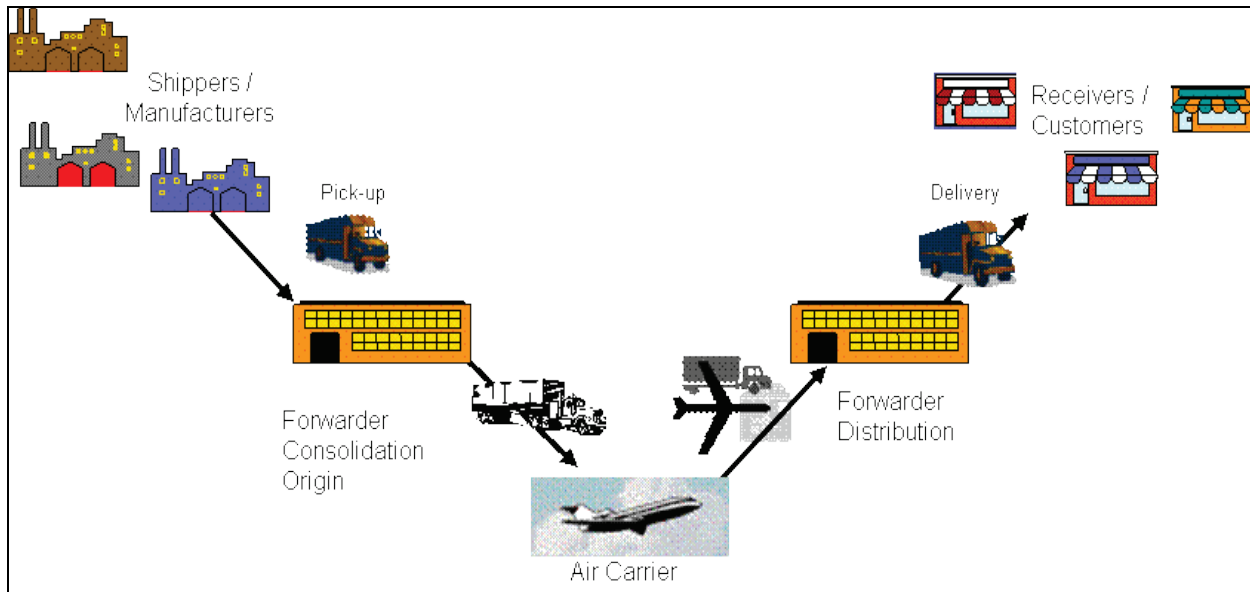 Shippers /
Manufacturers
Receivers /
Customers
Pick-up
Delivery
Forwarder
Consolidation
Origin
Forwarder
Distribution
Air Carrier